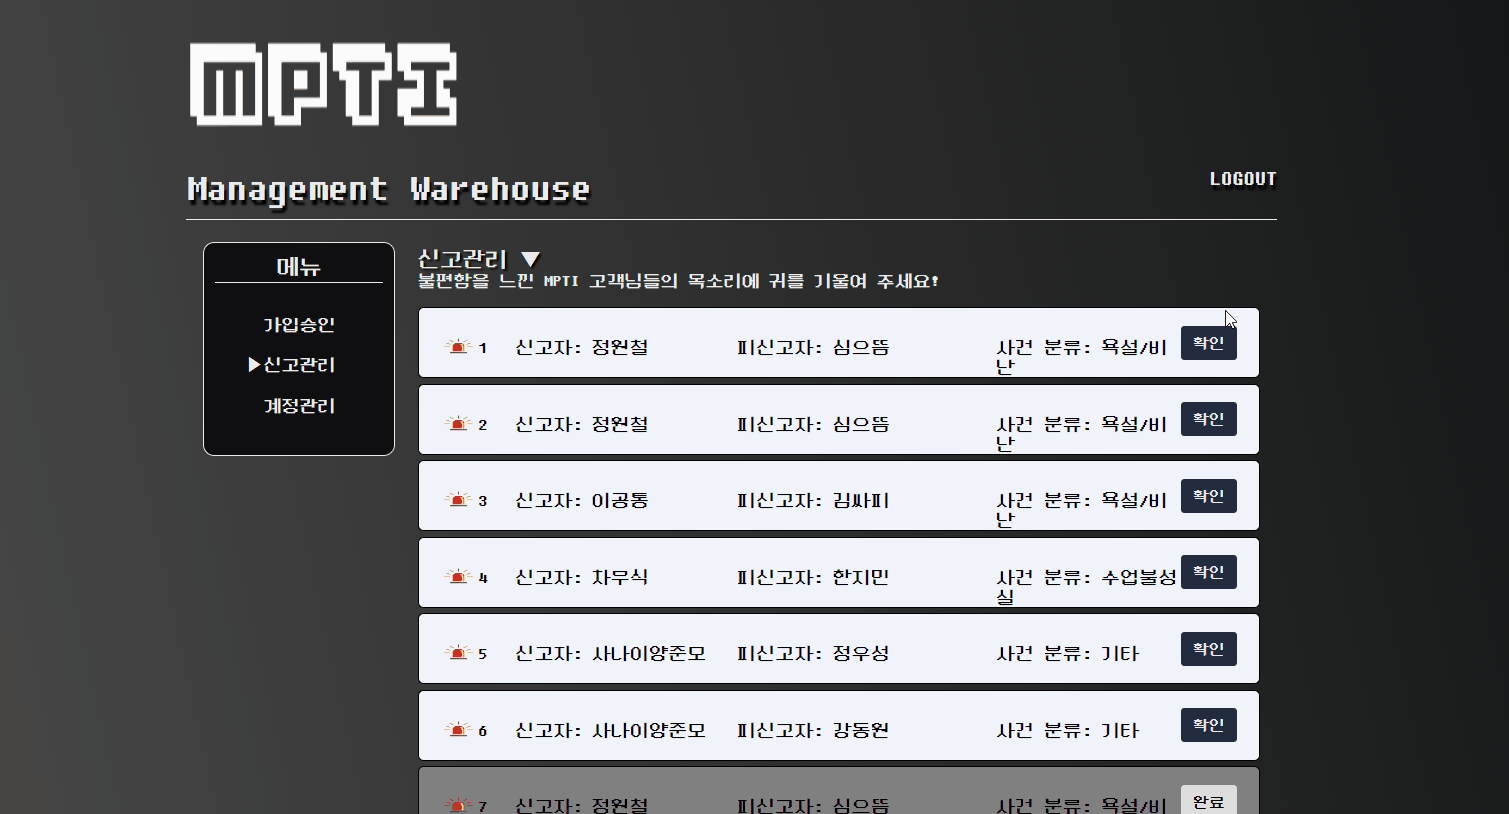 MPTI
Management Warehouse
LOGOUT
메뉴
가입승인
▶신고관리
계정관리
신고관리 ▼
불편함을 느낀 MPTI 고객님들의 목소리에 귀를 기울여 주세요!
1 신고자: 정원철 피신고자: 심으뜸 사건 분류: 욕설/비난 확인
2 신고자: 정원철 피신고자: 심으뜸 사건 분류: 욕설/비난 확인
3 신고자: 이공통 피신고자: 김싸피 사건 분류: 욕설/비난 확인
4 신고자: 차무식 피신고자: 한지민 사건 분류: 수업불성실 확인
5 신고자: 사나이양준모 피신고자: 정우성 사건 분류: 기타 확인
6 신고자: 사나이양준모 피신고자: 강동원 사건 분류: 기타 확인
7 신고자: 정원철 피신고자: 심으뜸 사건 분류: 욕설/비 완료